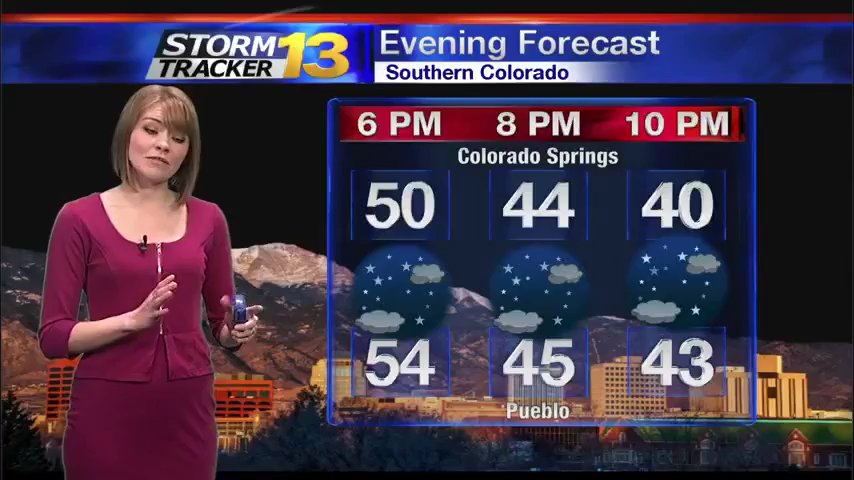 STORM
TRACKER
13
Evening Forecast
Southern Colorado
6 PM 8 PM 10 PM
Colorado Springs
50 44 40
54 45 43
Pueblo